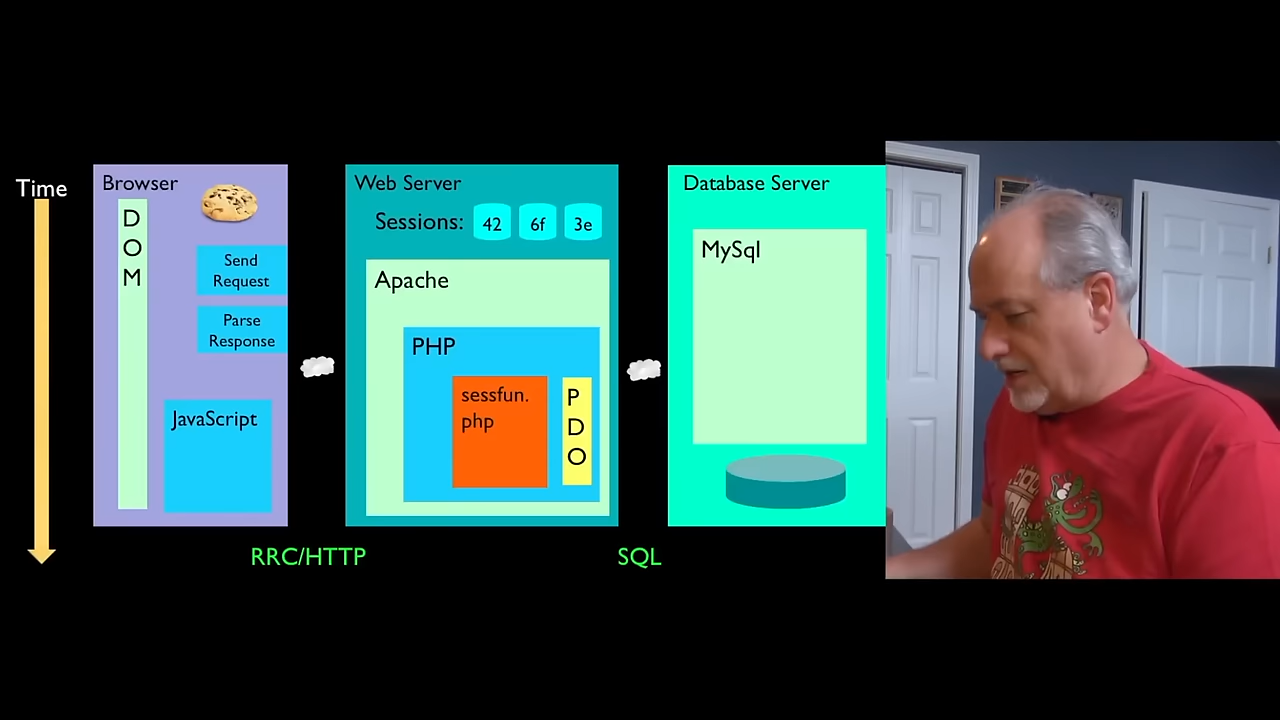 Time
Browser
D
O
M
Send
Request
Parse
Response
JavaScript
Web Server
Sessions: 42 6f 3e
Apache
PHP
sessfun.
php
P
D
O
Database Server
MySql
RRC/HTTP
SQL